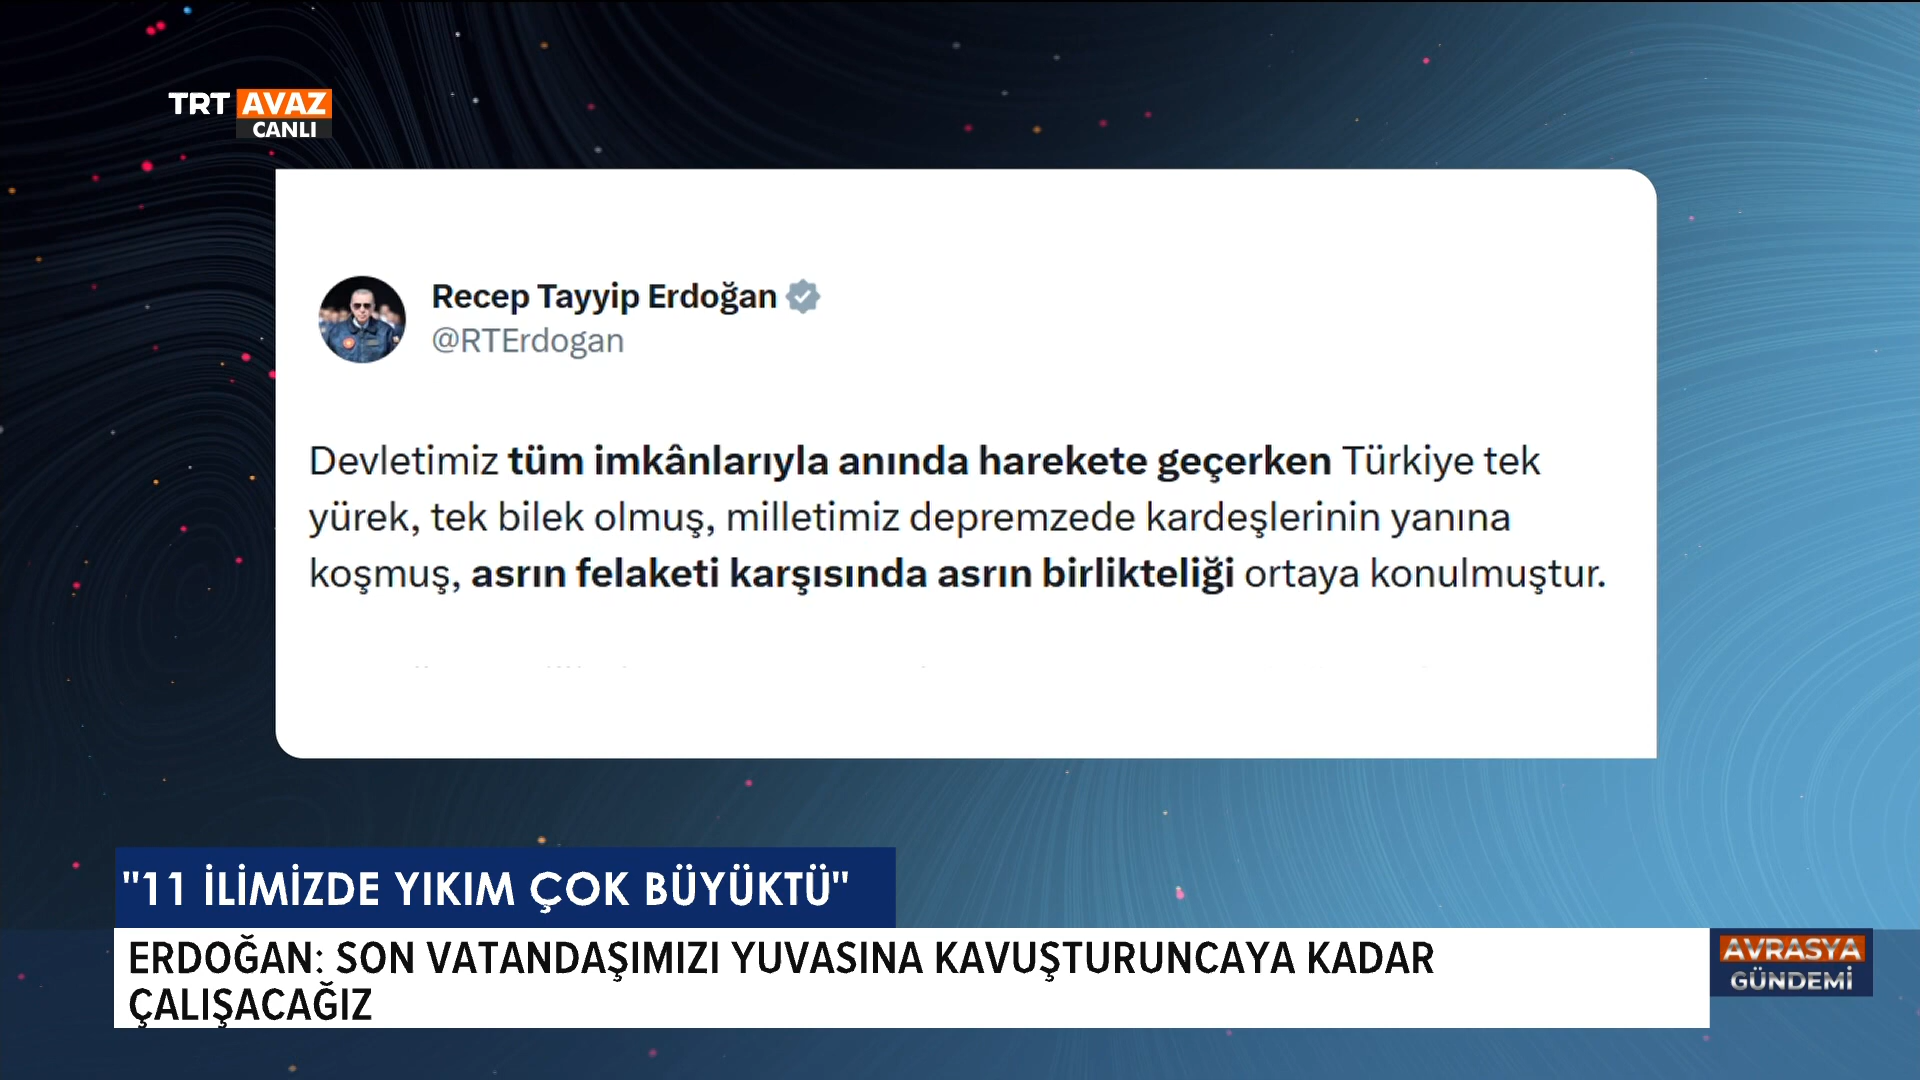 TRT AVAZ
CANLI
Recep Tayyip Erdoğan
@RTErdogan
Devletimiz tüm imkânlarıyla anında harekete geçerken Türkiye tek
yürek, tek bilek olmuş, milletimiz depremzede kardeşlerinin yanına
koşmuş, asrın felaketi karşısında asrın birlikteliği ortaya konulmuştur.
"11 İLİMİZDE YIKIM ÇOK BÜYÜKTÜ"
ERDOĞAN: SON VATANDAŞIMIZI YUVASINA KAVUŞTURUNCAYA KADAR
ÇALIŞACAĞIZ
AVRASYA
GÜNDEMİ